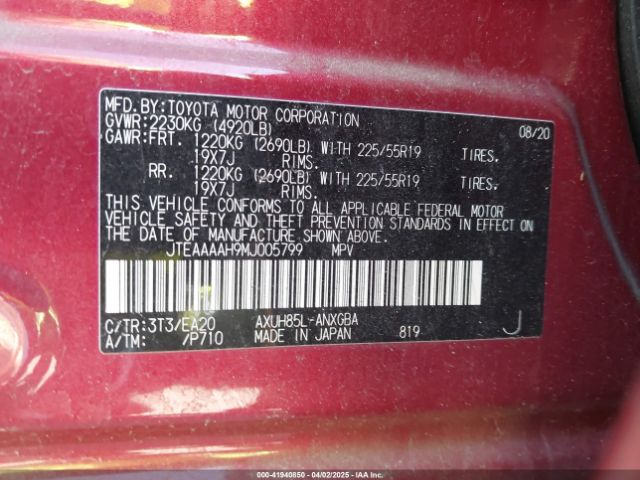 MFD. BY: TOYOTA MOTOR CORPORATION 08/20
GVWR: 2230KG (4920LB)
GAWR: FRT. 1220KG (2690LB) WITH 225/55R19 TIRES.
19X7J RIMS.
RR. 1220KG (2690LB) WITH 225/55R19 TIRES.
19X7J RIMS.
THIS VEHICLE CONFORMS TO ALL APPLICABLE FEDERAL MOTOR
VEHICLE SAFETY AND THEFT PREVENTION STANDARDS IN EFFECT ON
THE DATE OF MANUFACTURE SHOWN ABOVE.
JTEAAAAH9MJ005799 MPV
C/TR: 3T3/EA20 AXUH85L-ANXGBA J
A/TM: /P710 MADE IN JAPAN 819
000-41940850 - 04/02/2025 - IAAI.CA